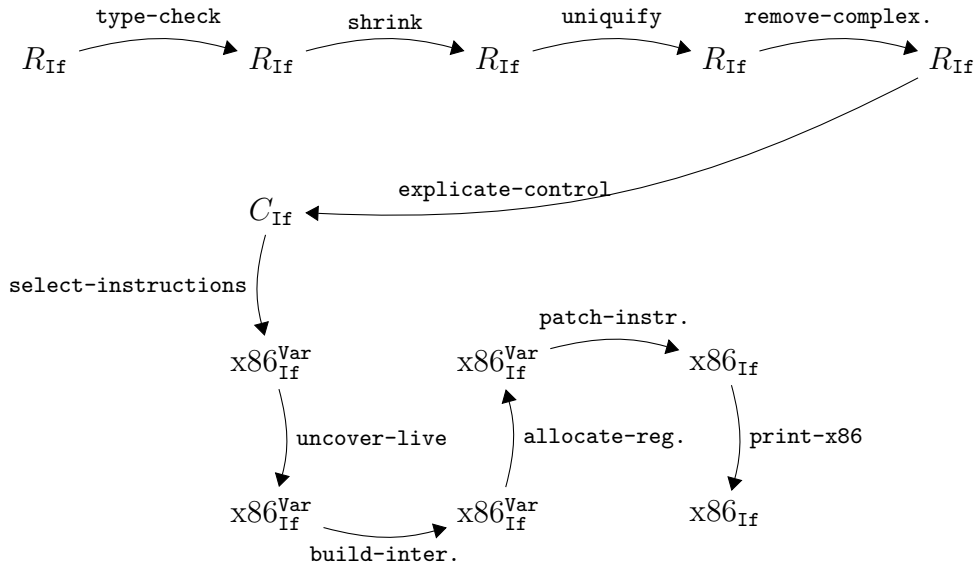 type-check shrink uniquify remove-complex.
R_If R_If R_If R_If R_If
explicate-control
C_If
select-instructions
patch-instr.
x86^Var_If x86^Var_If x86_If
uncover-live allocate-reg. print-x86
x86^Var_If x86^Var_If x86_If
build-inter.